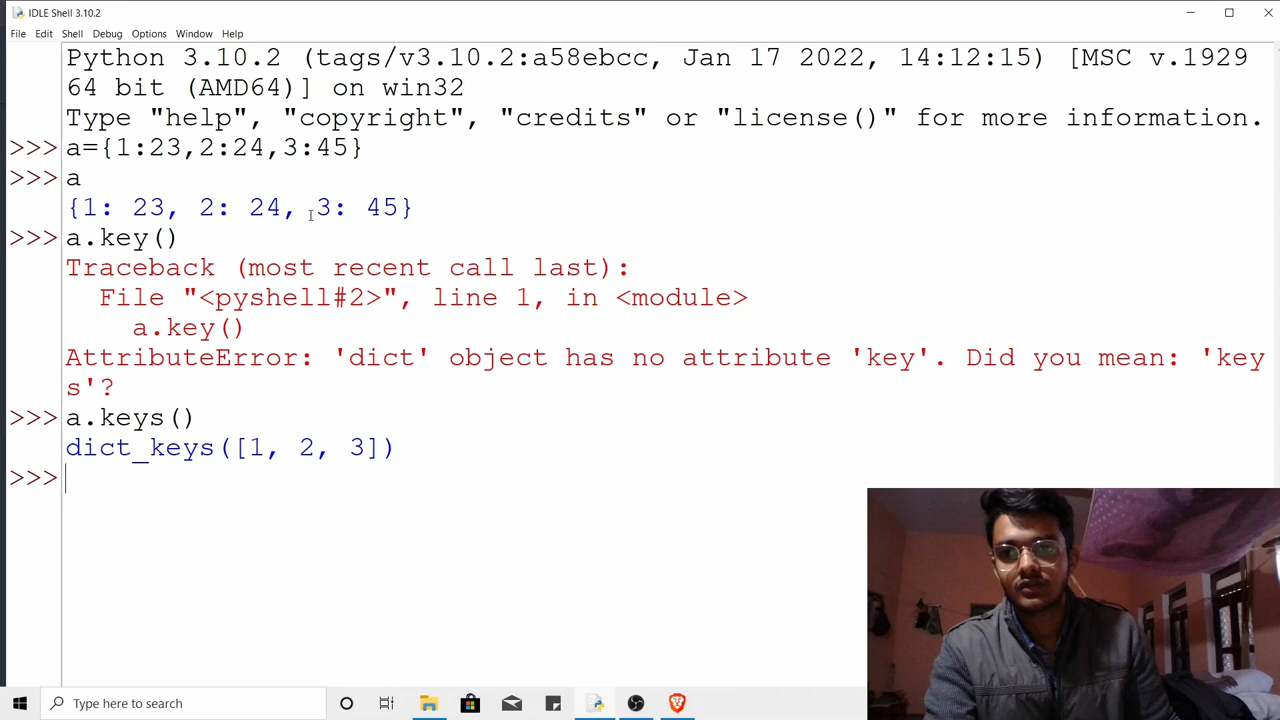 IDLE Shell 3.10.2
File Edit Shell Debug Options Window Help
Python 3.10.2 (tags/v3.10.2:a58ebcc, Jan 17 2022, 14:12:15) [MSC v.1929
64 bit (AMD64)] on win32
Type "help", "copyright", "credits" or "license()" for more information.
>>> a={1:23,2:24,3:45}
>>> a
{1: 23, 2: 24, 3: 45}
>>> a.key()
Traceback (most recent call last):
File "<pyshell#2>", line 1, in <module>
a.key()
AttributeError: 'dict' object has no attribute 'key'. Did you mean: 'key
s'?
>>> a.keys()
dict_keys([1, 2, 3])
>>>
Type here to search